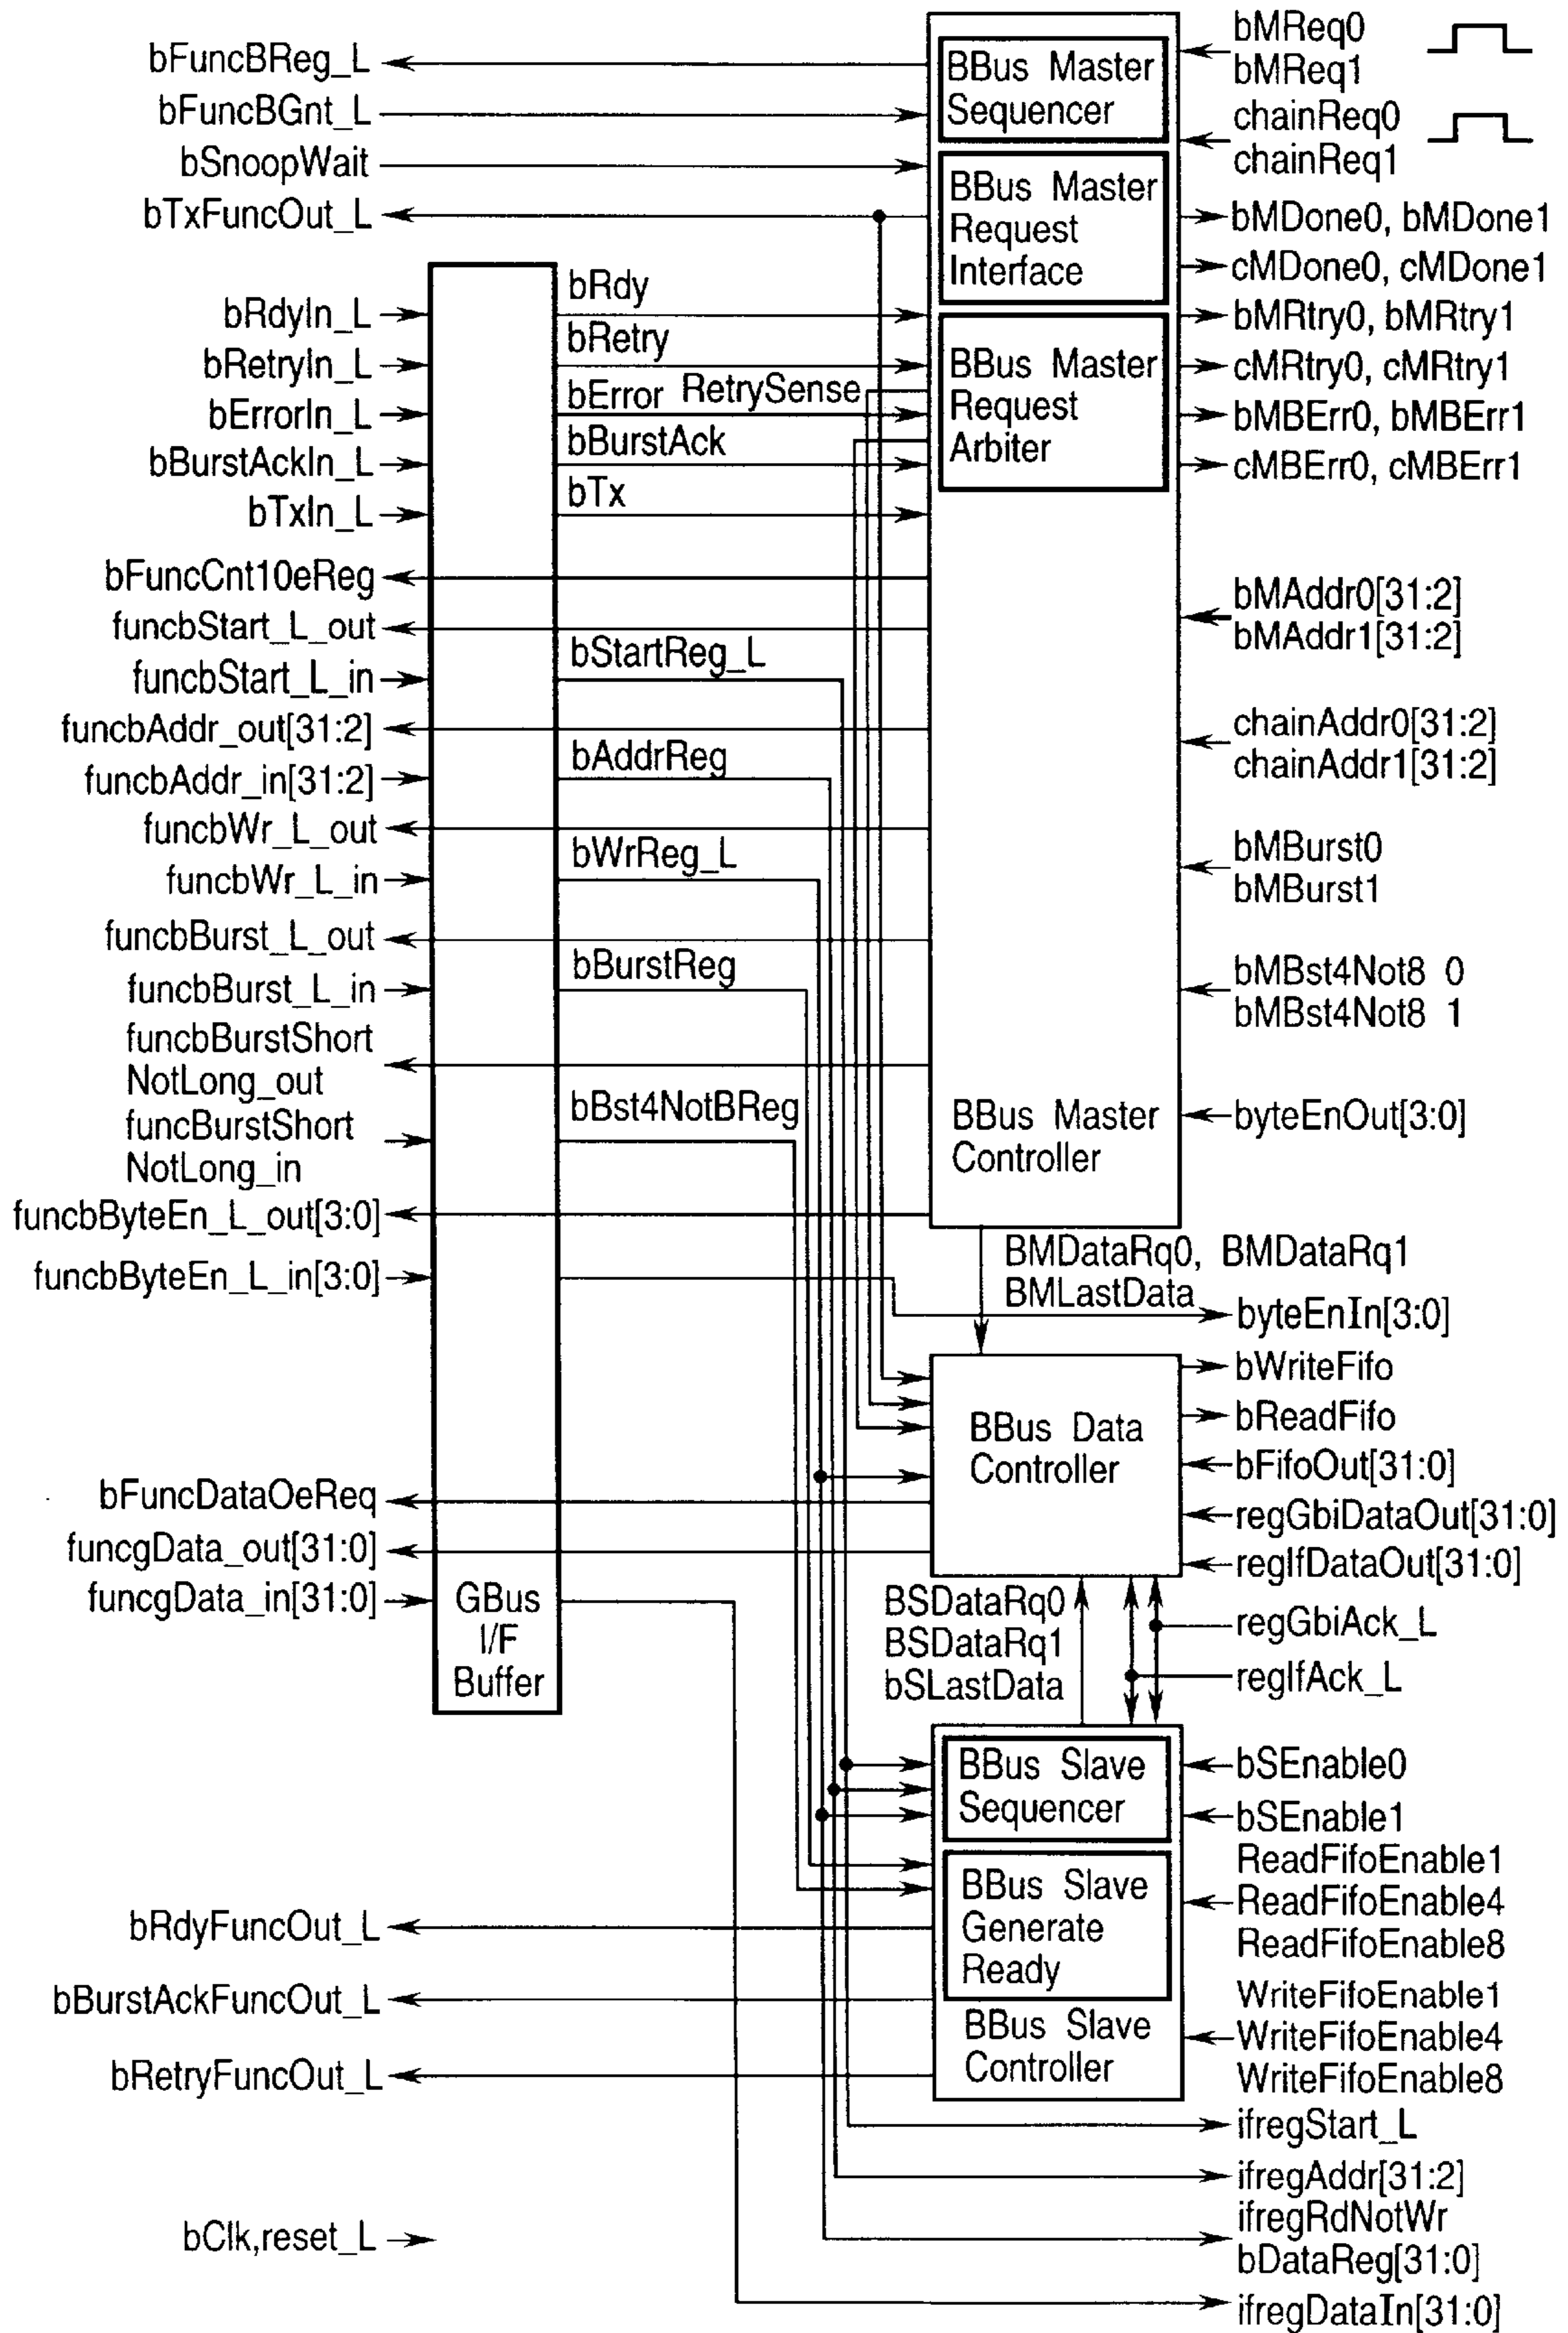 bFuncBReg_L
bFuncBGnt_L
bSnoopWait
bTxFuncOut_L
bRdyIn_L
bRetryIn_L
bErrorIn_L
bBurstAckIn_L
bTxIn_L
bFuncCnt10eReg
funcbStart_L_out
funcbStart_L_in
funcbAddr_out[31:2]
funcbAddr_in[31:2]
funcbWr_L_out
funcbWr_L_in
funcbBurst_L_out
funcbBurst_L_in
funcbBurstShort
NotLong_out
funcBurstShort
NotLong_in
funcbByteEn_L_out[3:0]
funcbByteEn_L_in[3:0]
bFuncDataOeReq
funcgData_out[31:0]
funcgData_in[31:0]
bRdyFuncOut_L
bBurstAckFuncOut_L
bRetryFuncOut_L
bClk,reset_L
GBus
I/F
Buffer
bRdy
bRetry
bError RetrySense
bBurstAck
bTx
bStartReg_L
bAddrReg
bWrReg_L
bBurstReg
bBst4NotBReg
BBus Master
Sequencer
BBus Master
Request
Interface
BBus Master
Request
Arbiter
BBus Master
Controller
BMDataRq0, BMDataRq1
BMLastData
BBus Data
Controller
BSDataRq0
BSDataRq1
bSLastData
BBus Slave
Sequencer
BBus Slave
Generate
Ready
BBus Slave
Controller
bMReq0
bMReq1
chainReq0
chainReq1
bMDone0, bMDone1
cMDone0, cMDone1
bMRtry0, bMRtry1
cMRtry0, cMRtry1
bMBErr0, bMBErr1
cMBErr0, cMBErr1
bMAddr0[31:2]
bMAddr1[31:2]
chainAddr0[31:2]
chainAddr1[31:2]
bMBurst0
bMBurst1
bMBst4Not8 0
bMBst4Not8 1
byteEnOut[3:0]
byteEnIn[3:0]
bWriteFifo
bReadFifo
bFifoOut[31:0]
regGbiDataOut[31:0]
regIfDataOut[31:0]
regGbiAck_L
regIfAck_L
bSEnable0
bSEnable1
ReadFifoEnable1
ReadFifoEnable4
ReadFifoEnable8
WriteFifoEnable1
WriteFifoEnable4
WriteFifoEnable8
ifregStart_L
ifregAddr[31:2]
ifregRdNotWr
bDataReg[31:0]
ifregDataIn[31:0]